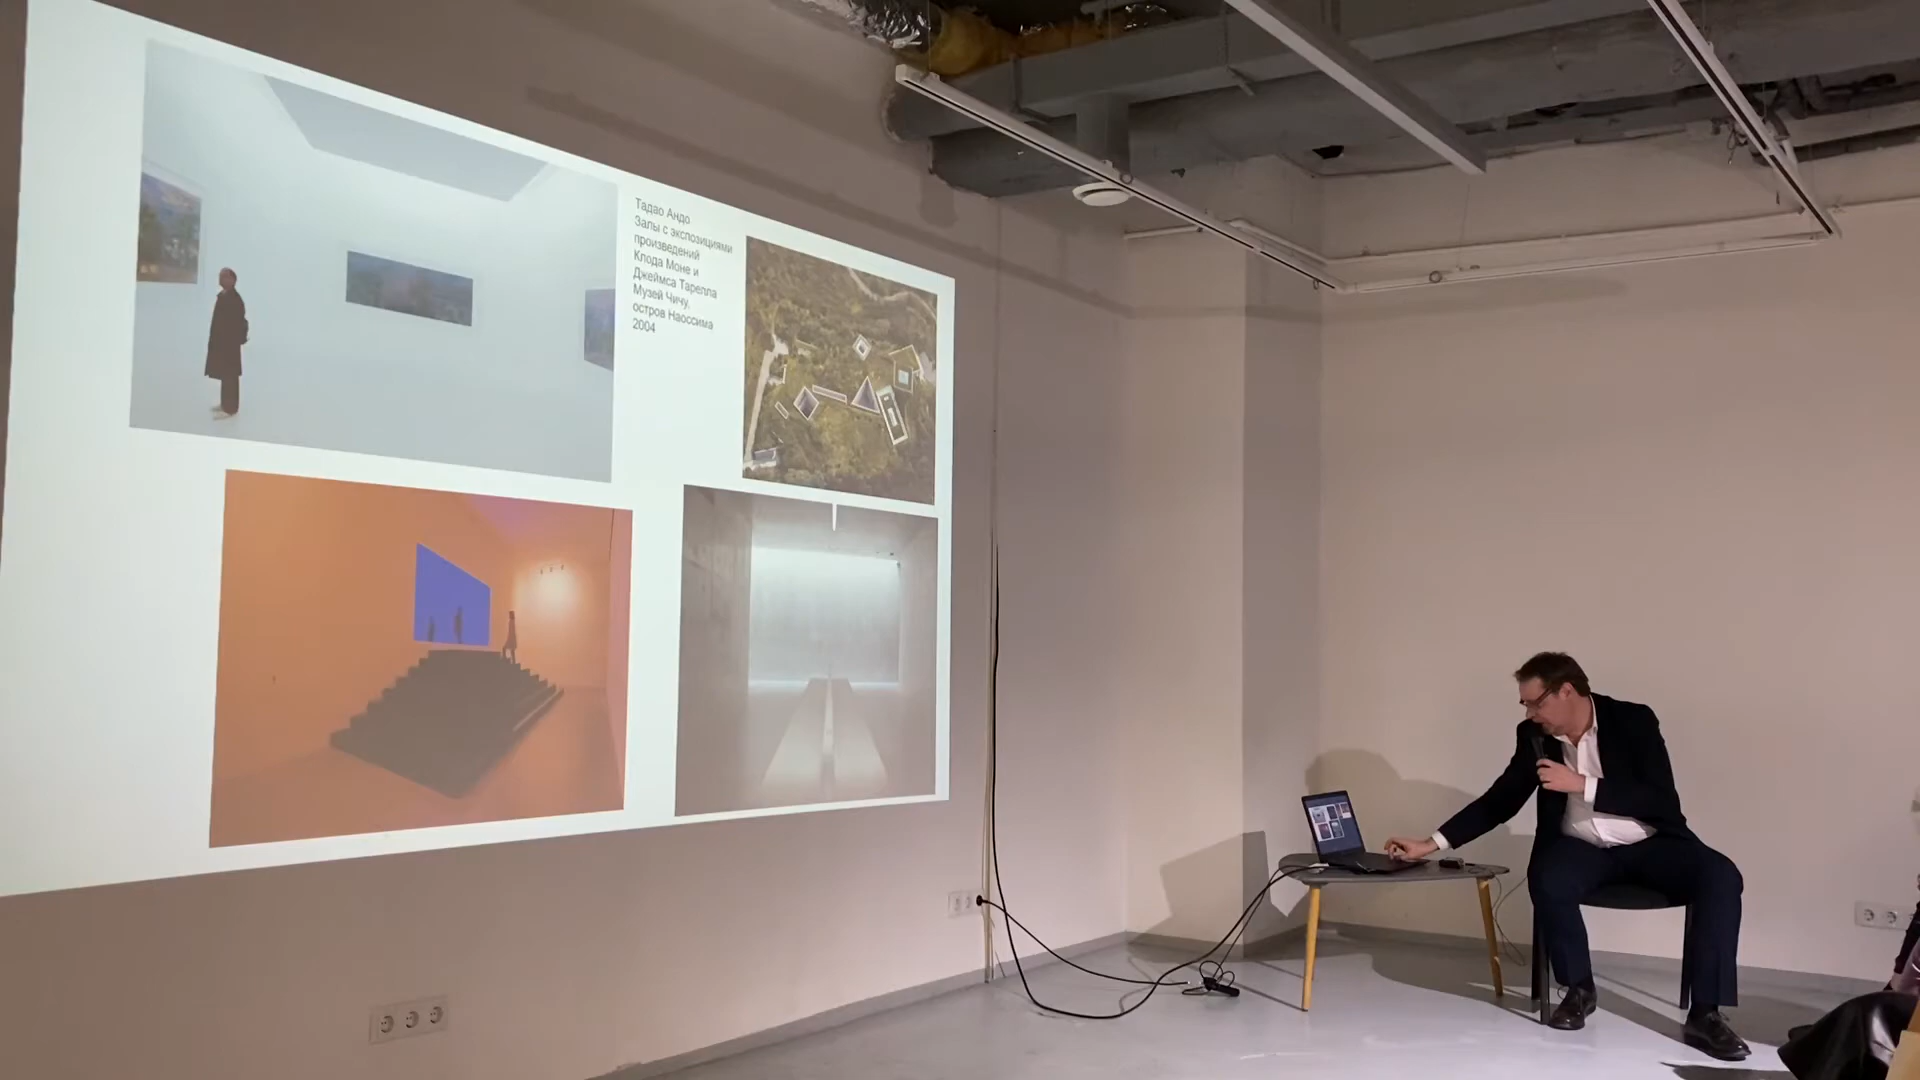 Тадао Андо
Залы с экспозициями
произведений
Клода Моне и
Джеймса Тарелла
Музей Чичу,
остров Наоссима
2004